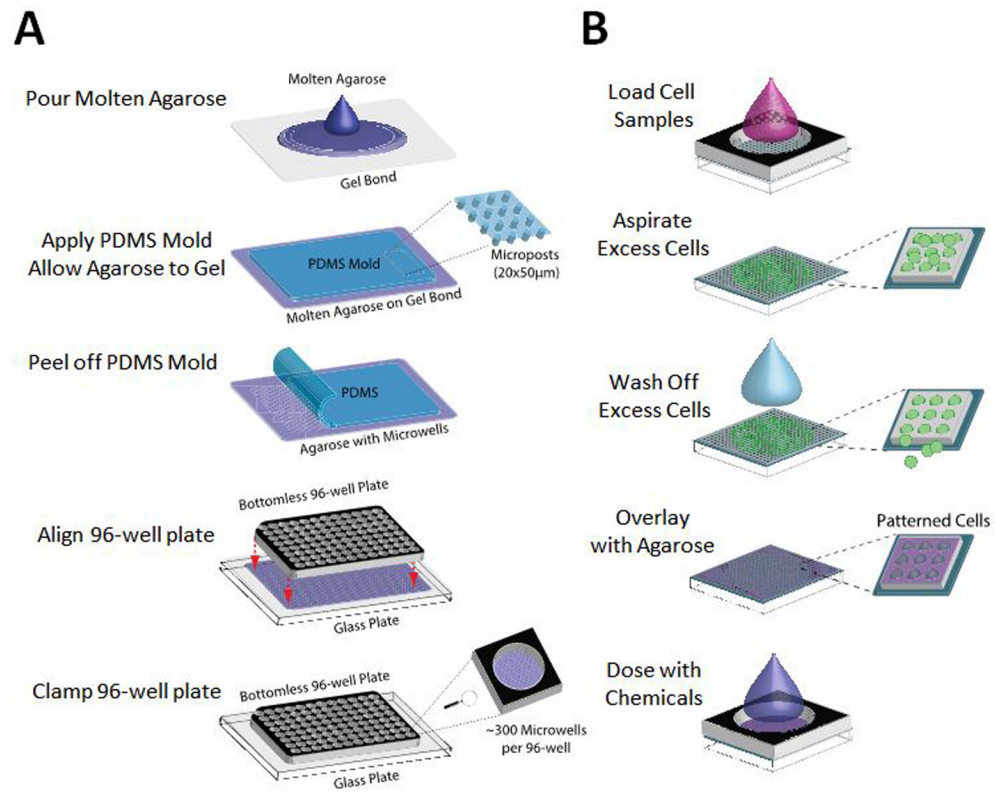 A
Pour Molten Agarose
Molten Agarose
Gel Bond
Apply PDMS Mold
Allow Agarose to Gel
PDMS Mold
Microposts
(20x50µm)
Molten Agarose on Gel Bond
Peel off PDMS Mold
PDMS
Agarose with Microwells
Align 96-well plate
Bottomless 96-well Plate
Glass Plate
Clamp 96-well plate
Bottomless 96-well Plate
~300 Microwells
per 96-well
Glass Plate
B
Load Cell
Samples
Aspirate
Excess Cells
Wash Off
Excess Cells
Overlay
with Agarose
Patterned Cells
Dose with
Chemicals